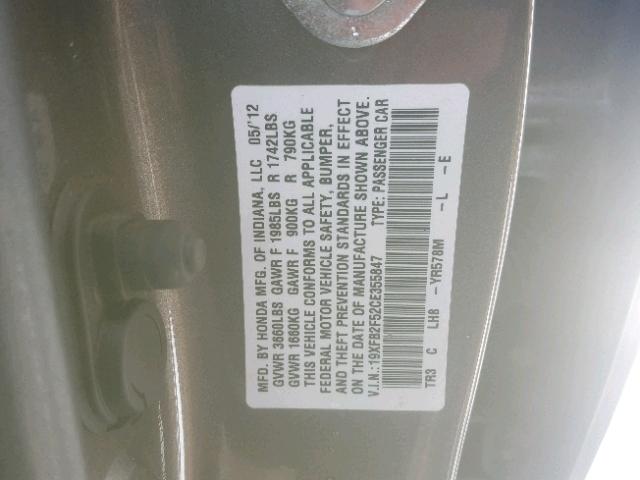 MFD. BY HONDA MFG. OF INDIANA, LLC 05/'12
GVWR 3660LBS GAWR F 1985LBS R 1742LBS
GVWR 1660KG GAWR F 900KG R 790KG
THIS VEHICLE CONFORMS TO ALL APPLICABLE
FEDERAL MOTOR VEHICLE SAFETY, BUMPER,
AND THEFT PREVENTION STANDARDS IN EFFECT
ON THE DATE OF MANUFACTURE SHOWN ABOVE.
V.I.N.:19XFB2F52CE355847 TYPE: PASSENGER CAR
TR3 C LH8 -YR578M -L -E